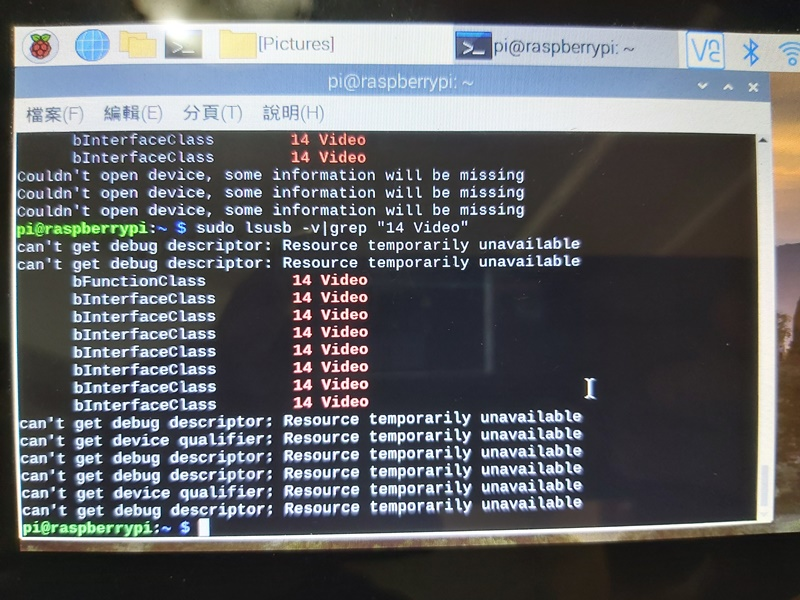 [Pictures]
pi@raspberrypi: ~
pi@raspberrypi: ~
檔案(F) 編輯(E) 分頁(T) 說明(H)
bInterfaceClass 14 Video
bInterfaceClass 14 Video
Couldn't open device, some information will be missing
Couldn't open device, some information will be missing
Couldn't open device, some information will be missing
pi@raspberrypi:~ $ sudo lsusb -v|grep "14 Video"
can't get debug descriptor: Resource temporarily unavailable
can't get debug descriptor: Resource temporarily unavailable
bFunctionClass 14 Video
bInterfaceClass 14 Video
bInterfaceClass 14 Video
bInterfaceClass 14 Video
bInterfaceClass 14 Video
bInterfaceClass 14 Video
bInterfaceClass 14 Video
bInterfaceClass 14 Video
can't get debug descriptor: Resource temporarily unavailable
can't get device qualifier: Resource temporarily unavailable
can't get debug descriptor: Resource temporarily unavailable
can't get debug descriptor: Resource temporarily unavailable
can't get device qualifier: Resource temporarily unavailable
can't get debug descriptor: Resource temporarily unavailable
pi@raspberrypi:~ $